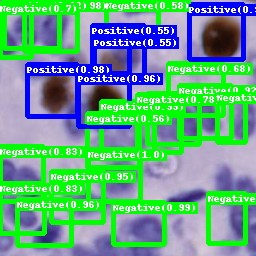 Negative(0.7)
98)
Negative(0.58)
Positive(0.
Positive(0.55)
Positive(0.55)
Positive(0.98)
Positive(0.96)
Negative(0.68)
Negative(0.78
Negative(0.56)
Negative(1.0)
Negative(0.83)
Negative(0.95)
Negative(0.83)
Negative(0.96)
Negative(0.99)
Negative